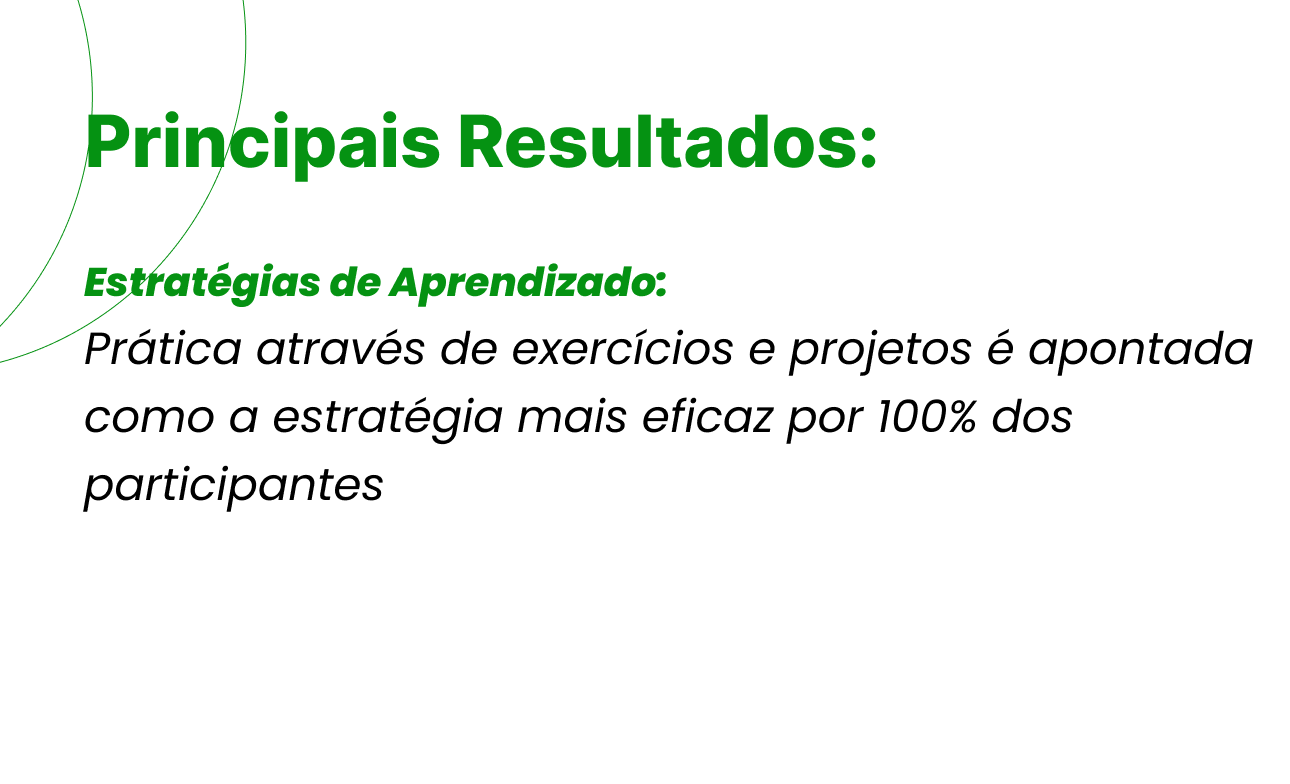 Principais Resultados:
Estratégias de Aprendizado:
Prática através de exercícios e projetos é apontada
como a estratégia mais eficaz por 100% dos
participantes